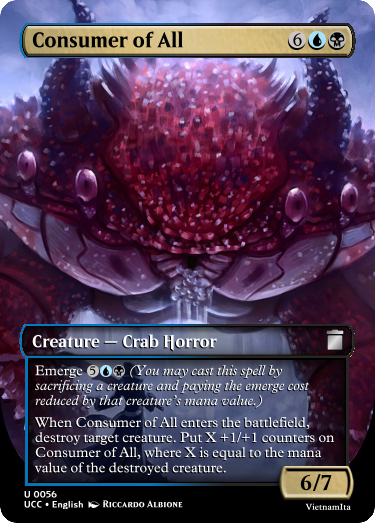 Consumer of All 6
Creature — Crab Horror
Emerge 5 (You may cast this spell by
sacrificing a creature and paying the emerge cost
reduced by that creature's mana value.)
When Consumer of All enters the battlefield,
destroy target creature. Put X +1/+1 counters on
Consumer of All, where X is equal to the mana
value of the destroyed creature.
6/7
U 0056
UCC • English Riccardo Albione
VietnamIta